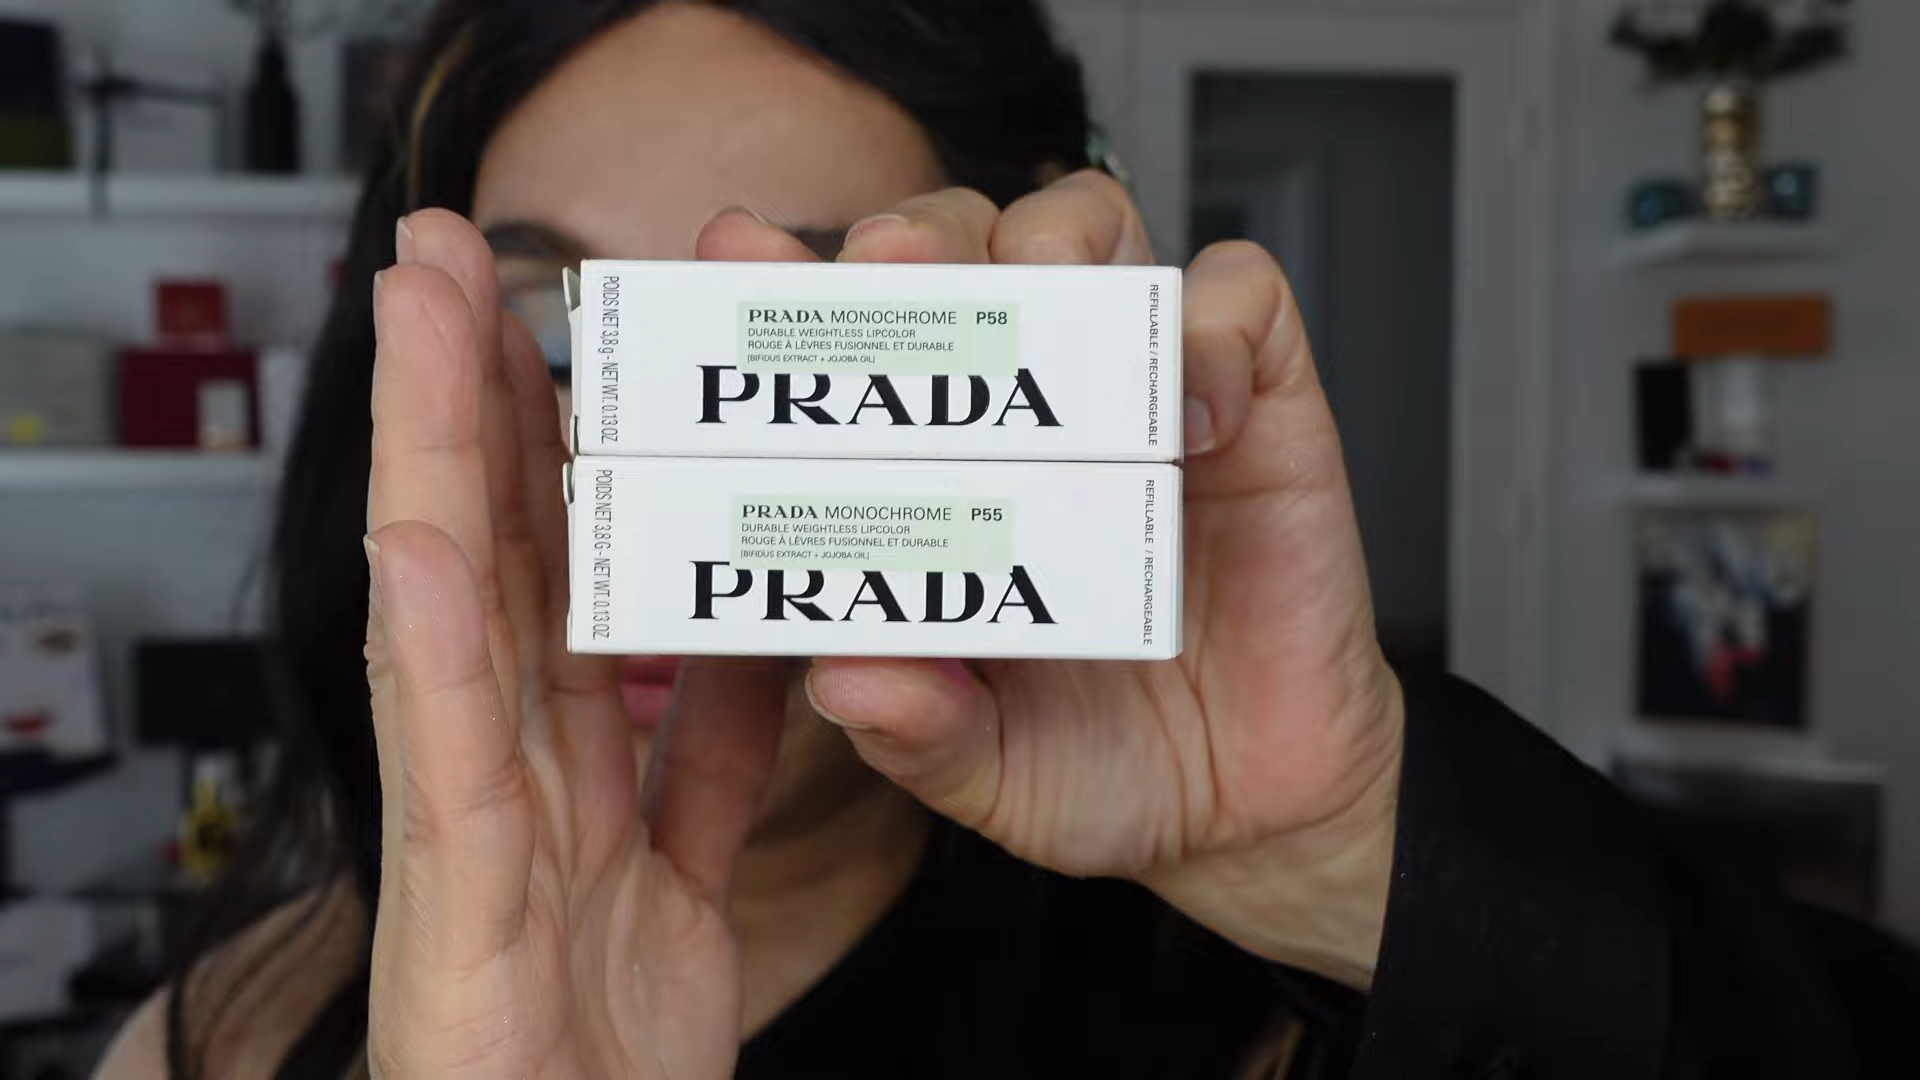 POIDS NET 3,8 g - NET WT. 0.13 OZ
PRADA MONOCHROME P58
DURABLE WEIGHTLESS LIPCOLOR
ROUGE À LÈVRES FUSIONNEL ET DURABLE
[BIFIDUS EXTRACT + JOJOBA OIL]
PRADA
REFILLABLE / RECHARGEABLE
POIDS NET 3.8 G - NET WT. 0.13 OZ
PRADA MONOCHROME P55
DURABLE WEIGHTLESS LIPCOLOR
ROUGE À LÈVRES FUSIONNEL ET DURABLE
[BIFIDUS EXTRACT + JOJOBA OIL]
PRADA
REFILLABLE / RECHARGEABLE